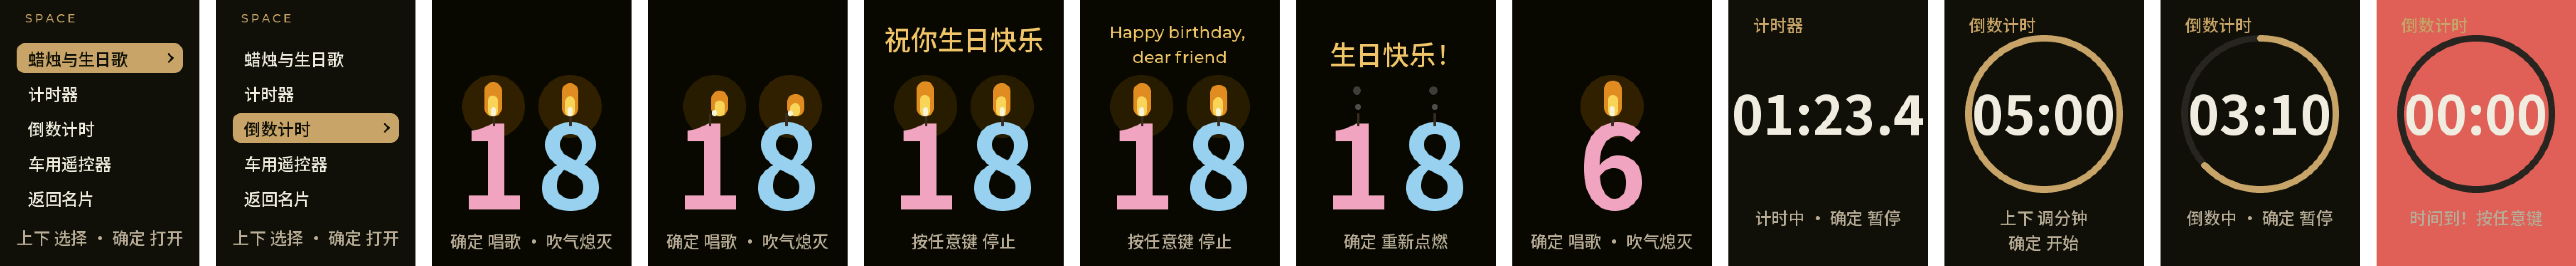 SPACE
蜡烛与生日歌
计时器
倒数计时
车用遥控器
返回名片
上下 选择 • 确定 打开
SPACE
蜡烛与生日歌
计时器
倒数计时
车用遥控器
返回名片
上下 选择 • 确定 打开
18
确定 唱歌 • 吹气熄灭
18
确定 唱歌 • 吹气熄灭
祝你生日快乐
18
按任意键 停止
Happy birthday,
dear friend
18
按任意键 停止
生日快乐！
18
确定 重新点燃
6
确定 唱歌 • 吹气熄灭
计时器
01:23.4
计时中 • 确定 暂停
倒数计时
05:00
上下 调分钟
确定 开始
倒数计时
03:10
倒数中 • 确定 暂停
倒数计时
00:00
时间到！按任意键